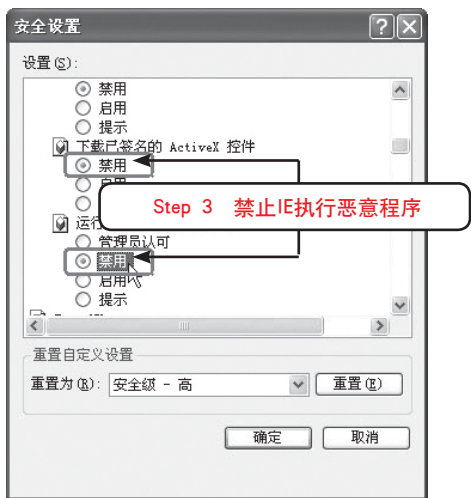 安全设置
设置(S):
禁用
启用
提示
下载已签名的 ActiveX 控件
禁用
Step 3 禁止IE执行恶意程序
运行
管理员认可
禁用
启用
提示
重置自定义设置
重置为(R): 安全级 - 高 重置(E)
确定 取消